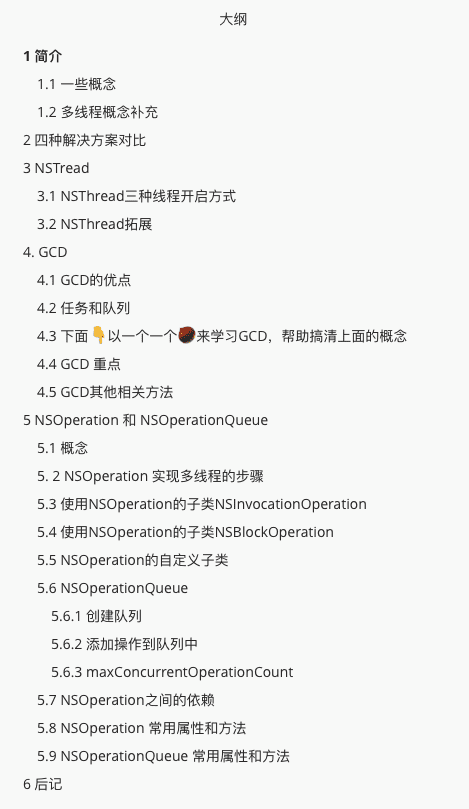 大纲
1 简介
1.1 一些概念
1.2 多线程概念补充
2 四种解决方案对比
3 NSTread
3.1 NSThread三种线程开启方式
3.2 NSThread拓展
4. GCD
4.1 GCD的优点
4.2 任务和队列
4.3 下面 👇以一个一个🌰来学习GCD，帮助搞清上面的概念
4.4 GCD 重点
4.5 GCD其他相关方法
5 NSOperation 和 NSOperationQueue
5.1 概念
5. 2 NSOperation 实现多线程的步骤
5.3 使用NSOperation的子类NSInvocationOperation
5.4 使用NSOperation的子类NSBlockOperation
5.5 NSOperation的自定义子类
5.6 NSOperationQueue
5.6.1 创建队列
5.6.2 添加操作到队列中
5.6.3 maxConcurrentOperationCount
5.7 NSOperation之间的依赖
5.8 NSOperation 常用属性和方法
5.9 NSOperationQueue 常用属性和方法
6 后记